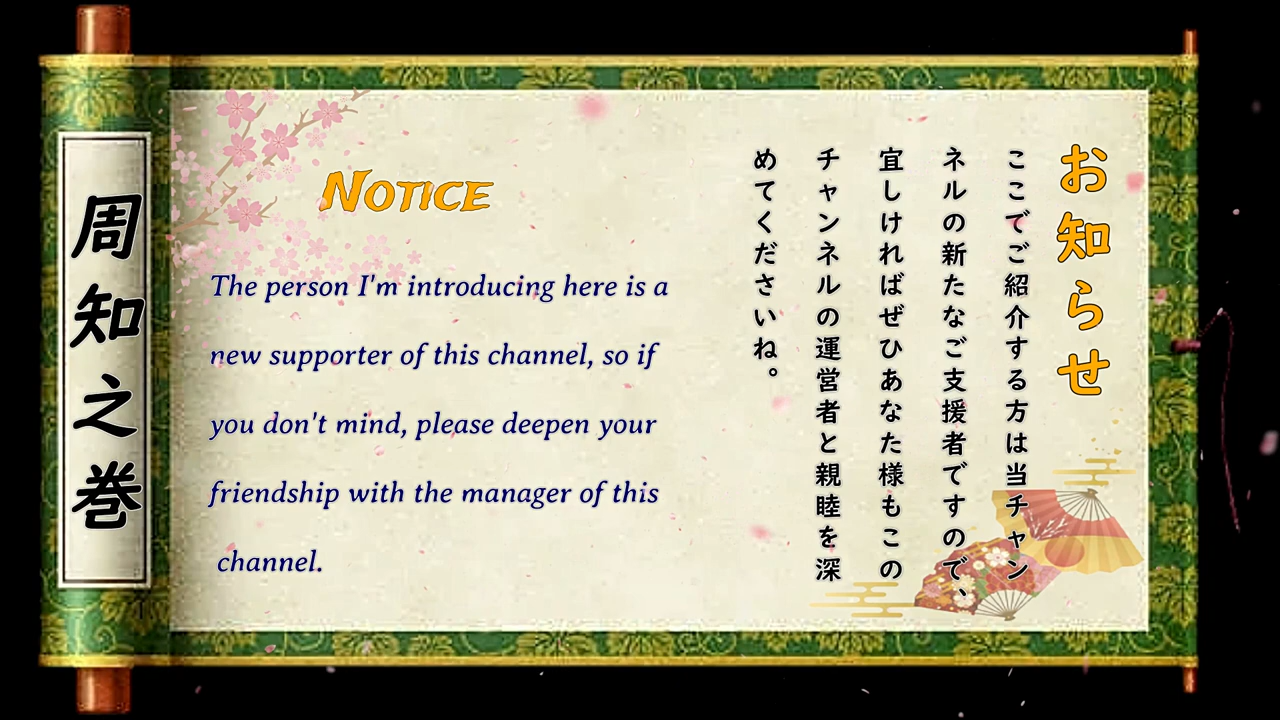 周知之巻
Notice
The person I'm introducing here is a
new supporter of this channel, so if
you don't mind, please deepen your
friendship with the manager of this
channel.
お知らせ
ここでご紹介する方は当チャン
ネルの新たなご支援者ですので、
宜しければぜひあなた様もこの
チャンネルの運営者と親睦を深
めてくださいね。